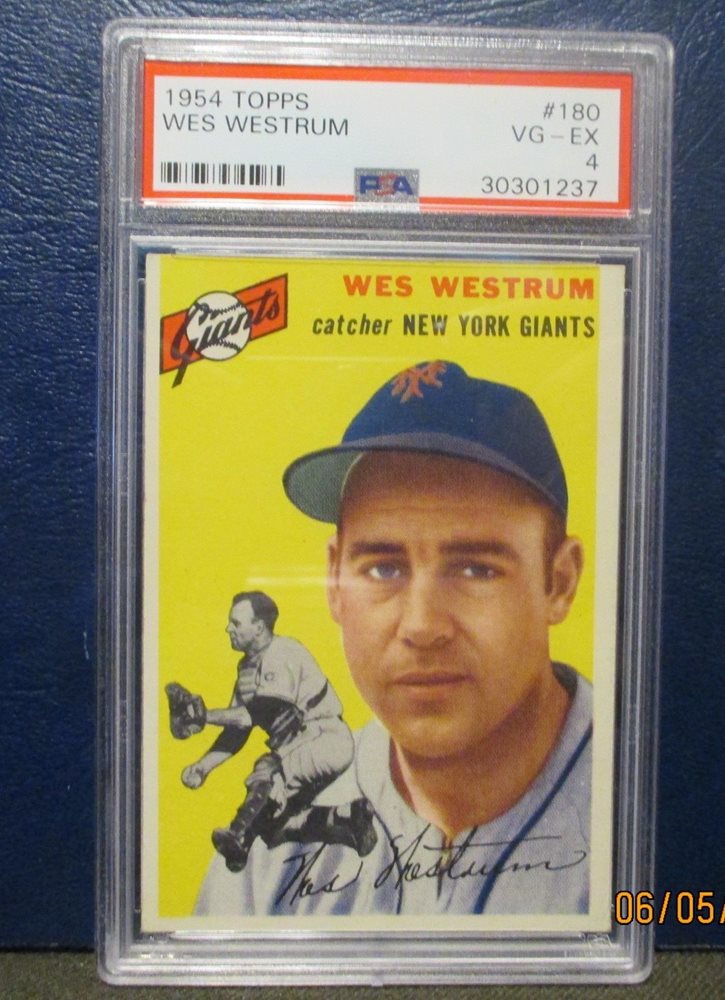 1954 TOPPS #180
WES WESTRUM VG-EX
4
PSA 30301237
Giants
WES WESTRUM
catcher NEW YORK GIANTS
NY
Wes Westrum
06/05/